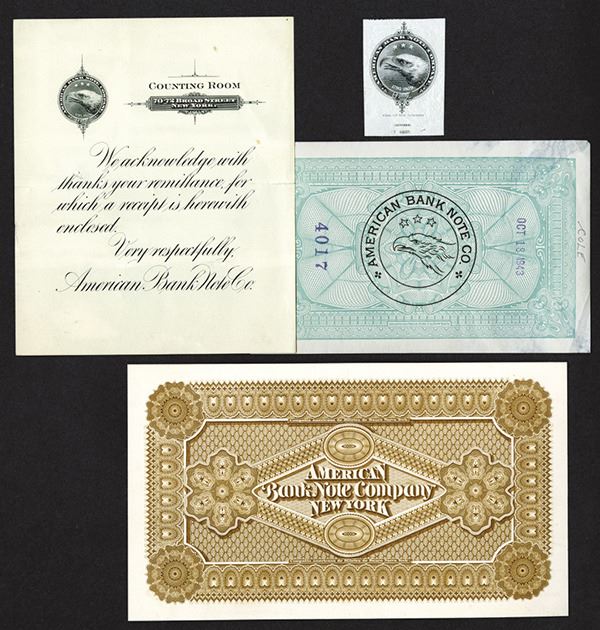 COUNTING ROOM
70-72 BROAD STREET
NEW YORK.
We acknowledge with
thanks your remittance, for
which a receipt is herewith
enclosed.
Very respectfully,
American Bank Note Co.
AMERICAN BANK NOTE CO.
4017
OCT 13 1943
COLE
AMERICAN
Bank Note Company
NEW YORK